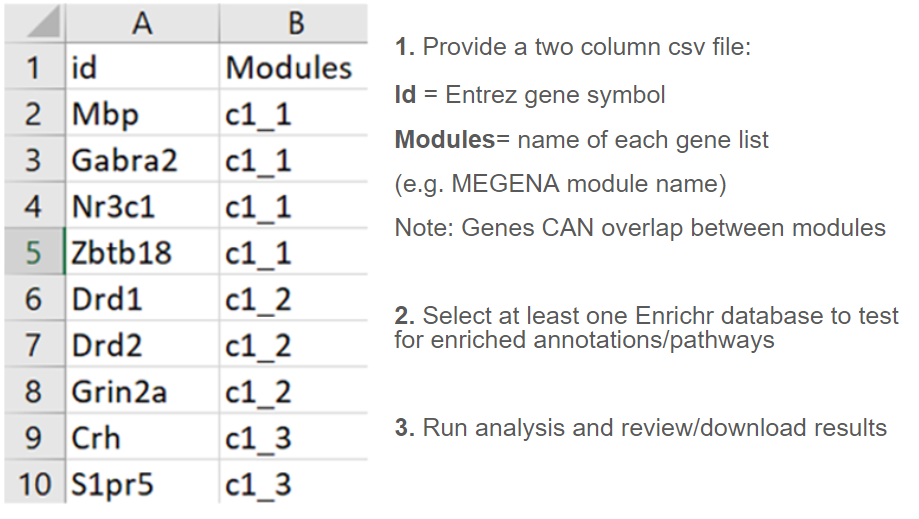 A B
1 id Modules
2 Mbp c1_1
3 Gabra2 c1_1
4 Nr3c1 c1_1
5 Zbtb18 c1_1
6 Drd1 c1_2
7 Drd2 c1_2
8 Grin2a c1_2
9 Crh c1_3
10 S1pr5 c1_3
1. Provide a two column csv file:
Id = Entrez gene symbol
Modules= name of each gene list
(e.g. MEGENA module name)
Note: Genes CAN overlap between modules
2. Select at least one Enrichr database to test
for enriched annotations/pathways
3. Run analysis and review/download results